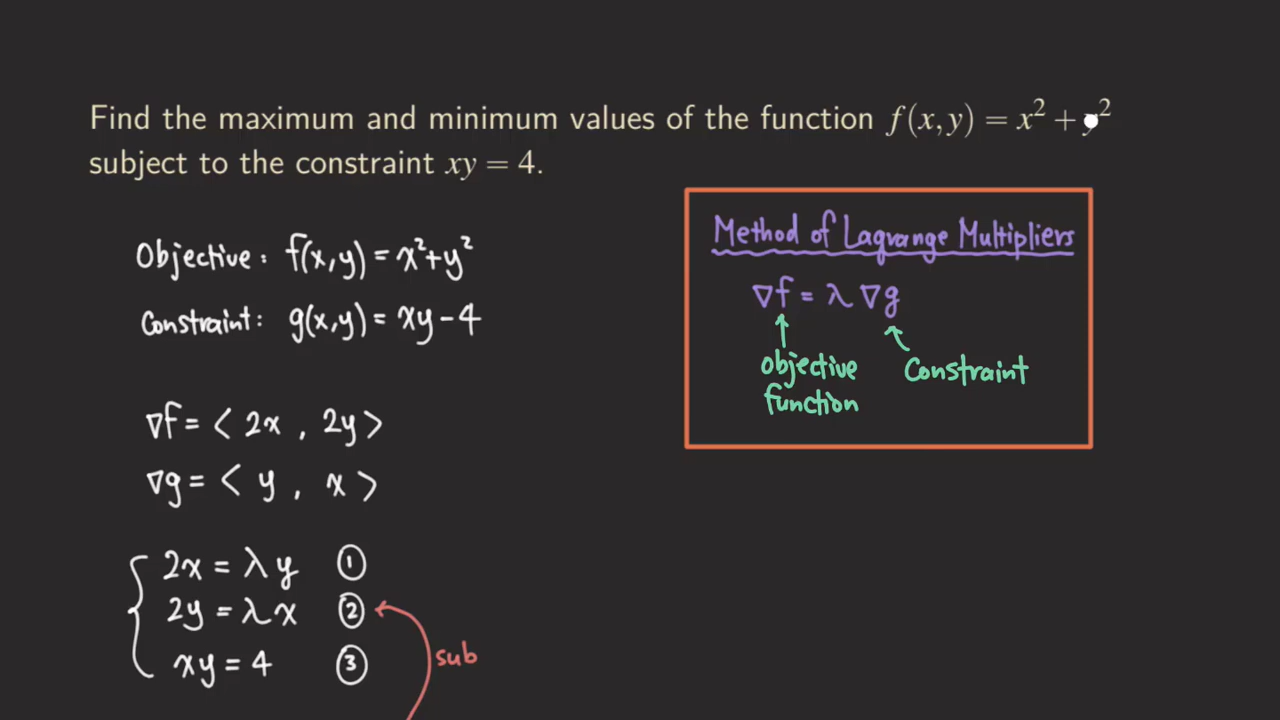 Find the maximum and minimum values of the function f(x,y) = x² + y²
subject to the constraint xy = 4.
Objective: f(x,y) = x²+y²
Constraint: g(x,y) = xy - 4
∇f = < 2x , 2y >
∇g = < y , x >
2x = λ y ①
2y = λ x ②
xy = 4 ③
sub
Method of Lagrange Multipliers
∇f = λ ∇g
objective function
Constraint